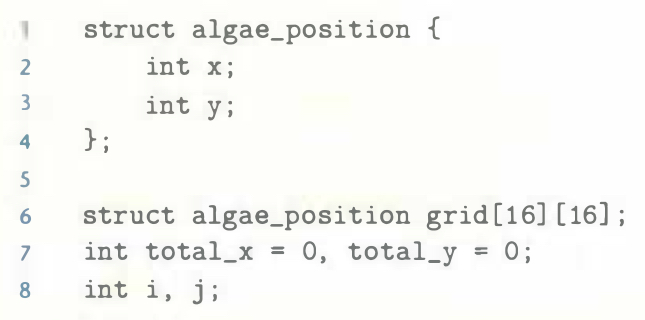 1 struct algae_position {
2 int x;
3 int y;
4 };
5
6 struct algae_position grid[16][16];
7 int total_x = 0, total_y = 0;
8 int i, j;